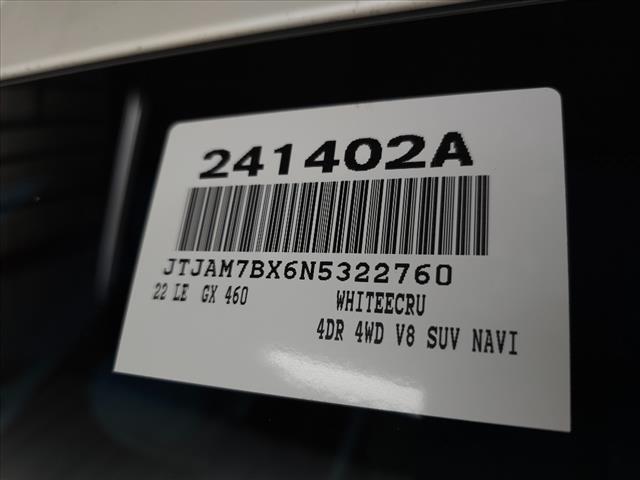 241402A
JTJAM7BX6N5322760
22 LE GX 460 WHITEECRU
4DR 4WD V8 SUV NAVI